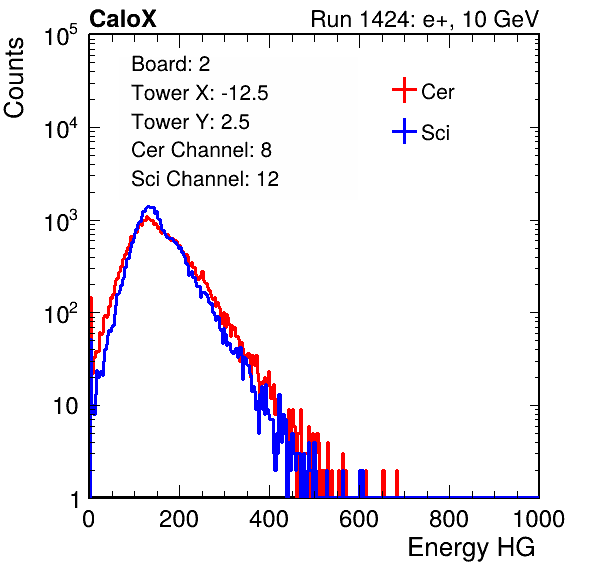 CaloX Run 1424: e+, 10 GeV
Counts
10^5
10^4
10^3
10^2
10
1
Board: 2
Tower X: -12.5
Tower Y: 2.5
Cer Channel: 8
Sci Channel: 12
Cer
Sci
0 200 400 600 800 1000
Energy HG